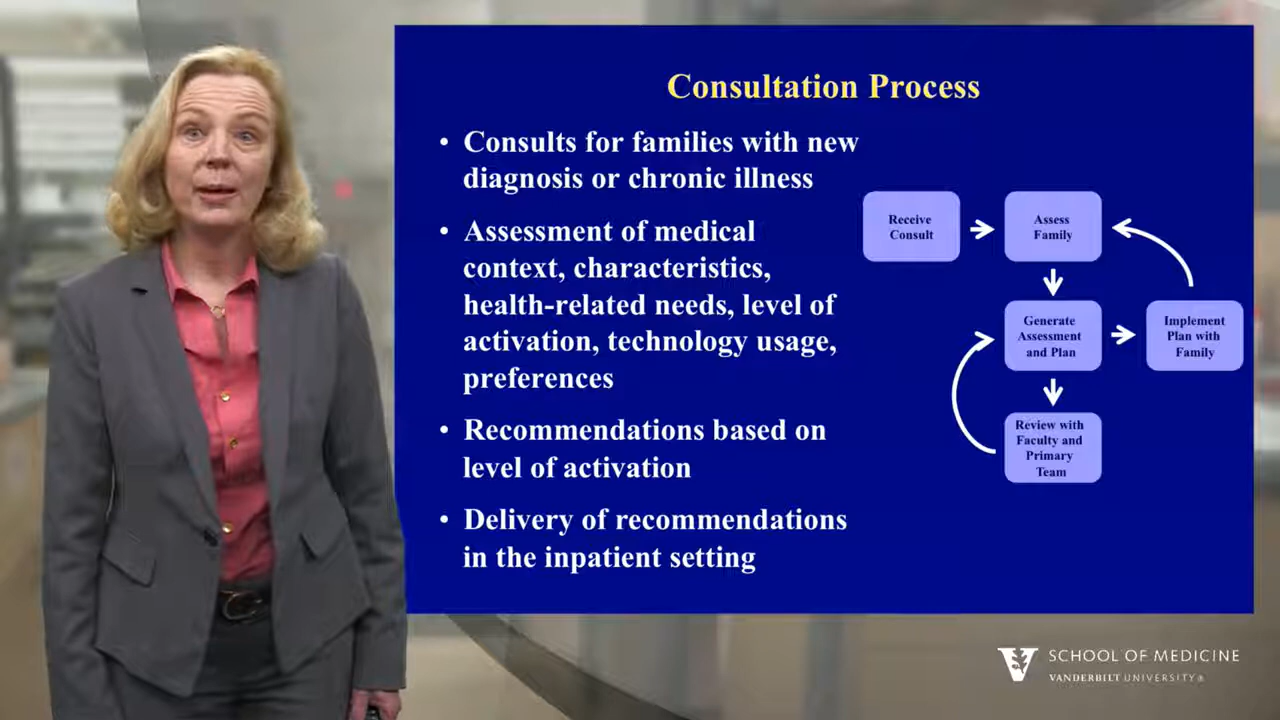 Consultation Process
• Consults for families with new
diagnosis or chronic illness
• Assessment of medical
context, characteristics,
health-related needs, level of
activation, technology usage,
preferences
• Recommendations based on
level of activation
• Delivery of recommendations
in the inpatient setting
Receive
Consult
Assess
Family
Generate
Assessment
and Plan
Implement
Plan with
Family
Review with
Faculty and
Primary
Team
SCHOOL OF MEDICINE
VANDERBILT UNIVERSITY®